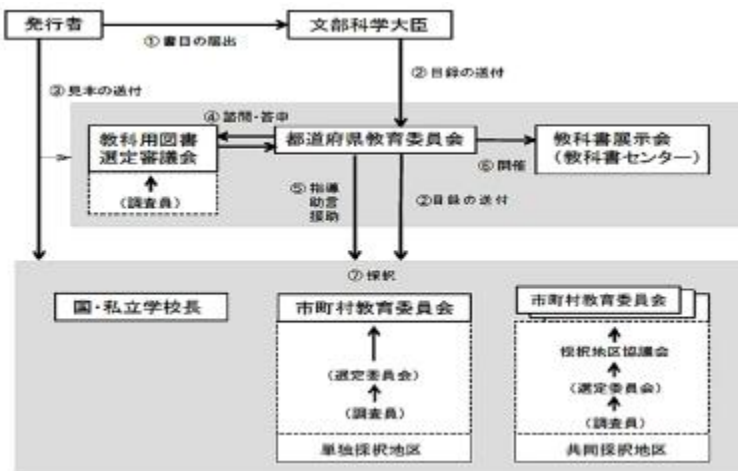 発行者
文部科学大臣
①書目の届出
②目録の送付
③見本の送付
④諮問・答申
教科用図書
選定審議会
都道府県教育委員会
教科書展示会
(教科書センター)
⑥開催
(調査員)
⑤指導
助言
援助
②目録の送付
⑦採択
国・私立学校長
市町村教育委員会
市町村教育委員会
採択地区協議会
(選定委員会)
(選定委員会)
(調査員)
(調査員)
単独採択地区
共同採択地区